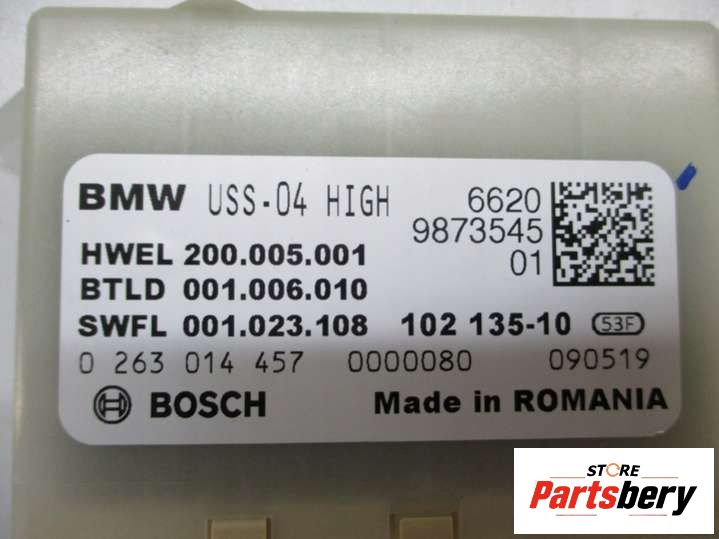 BMW USS-04 HIGH 6620
9873545
HWEL 200.005.001 01
BTLD 001.006.010
SWFL 001.023.108 102 135-10 53F
0 263 014 457 0000080 090519
BOSCH Made in ROMANIA
STORE
Partsbery